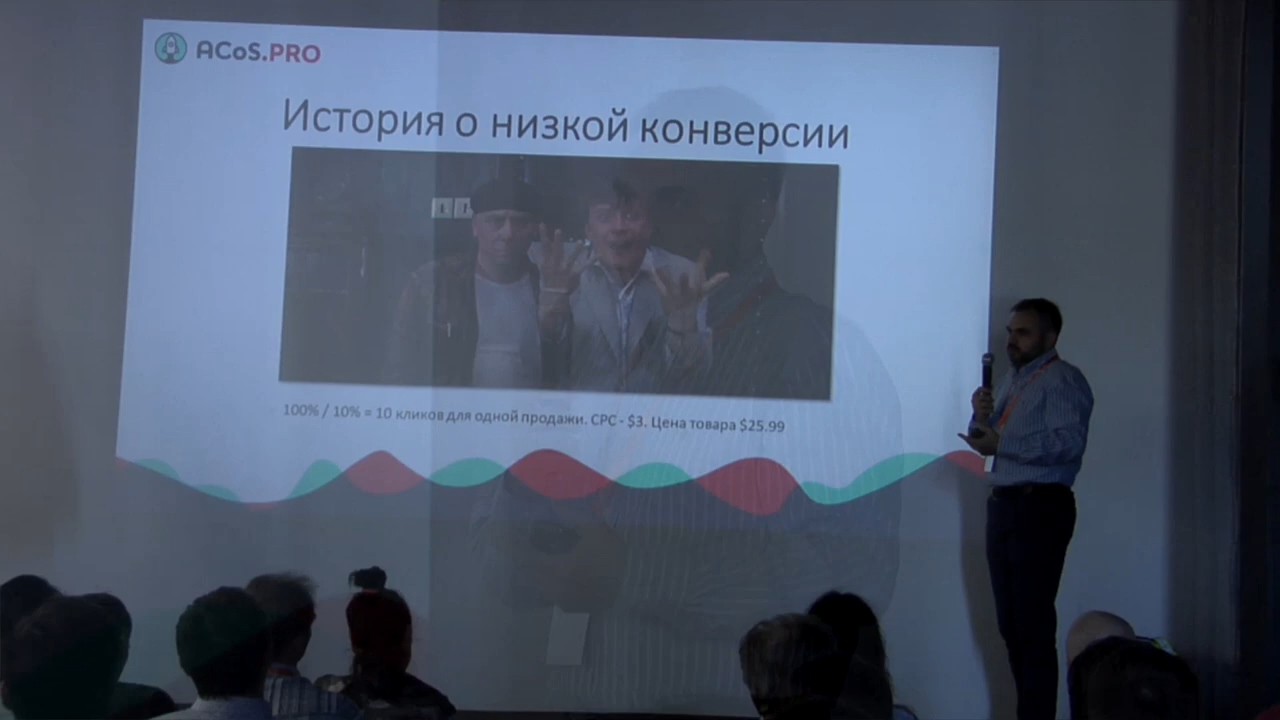 ACoS.PRO
История о низкой конверсии
100% / 10% = 10 кликов для одной продажи. CPC - $3. Цена товара $25.99